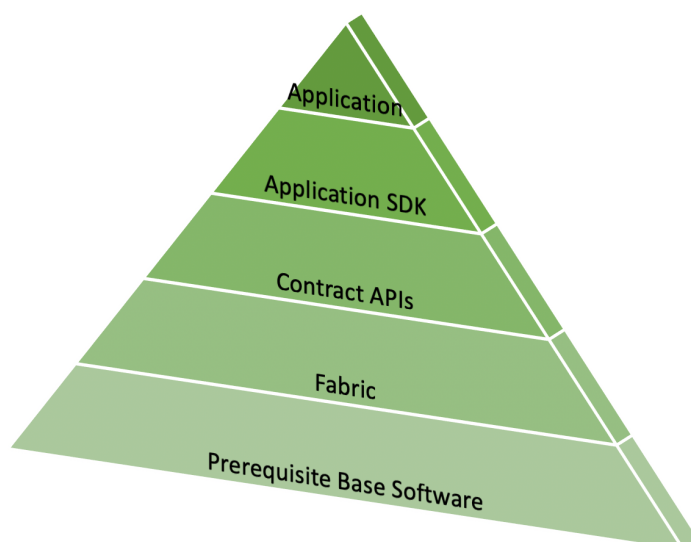 Application
Application SDK
Contract APIs
Fabric
Prerequisite Base Software